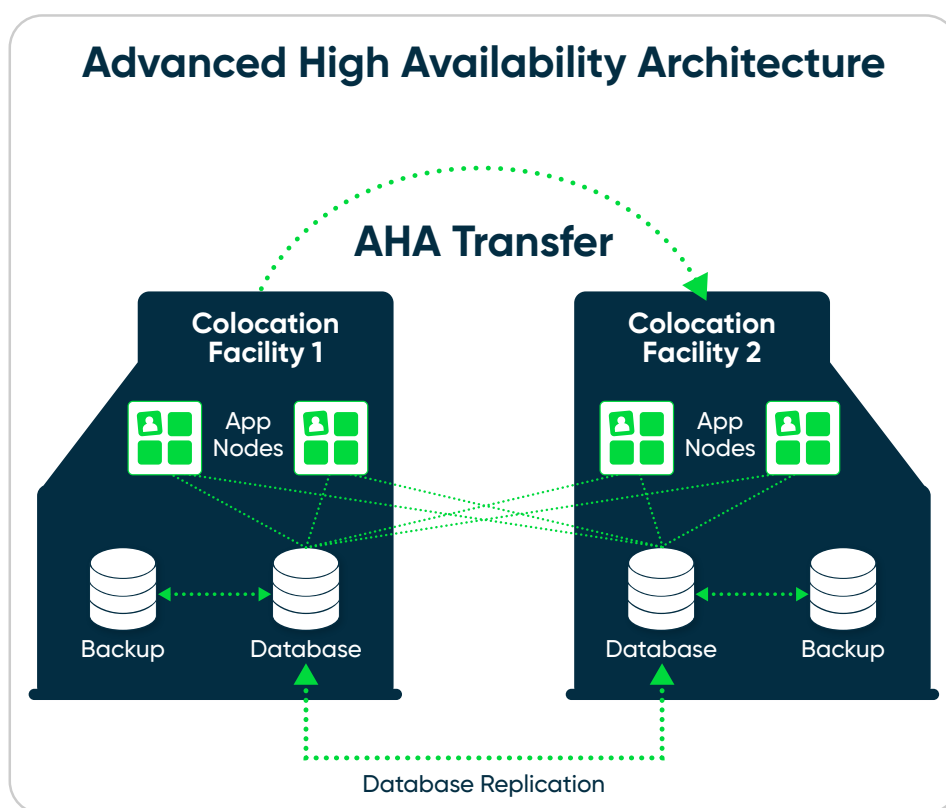 Advanced High Availability Architecture
AHA Transfer
Colocation
Facility 1
App
Nodes
Backup
Database
Colocation
Facility 2
App
Nodes
Database
Backup
Database Replication